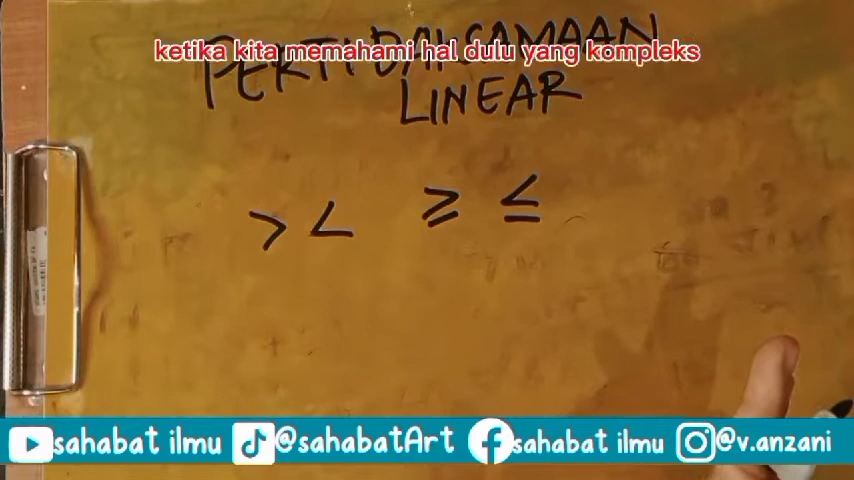 PERTIDAKSAMAAN
ketika kita memahami hal dulu yang kompleks
LINEAR
> < ≥ ≤
sahabat ilmu @sahabatArt sahabat ilmu @v.anzani